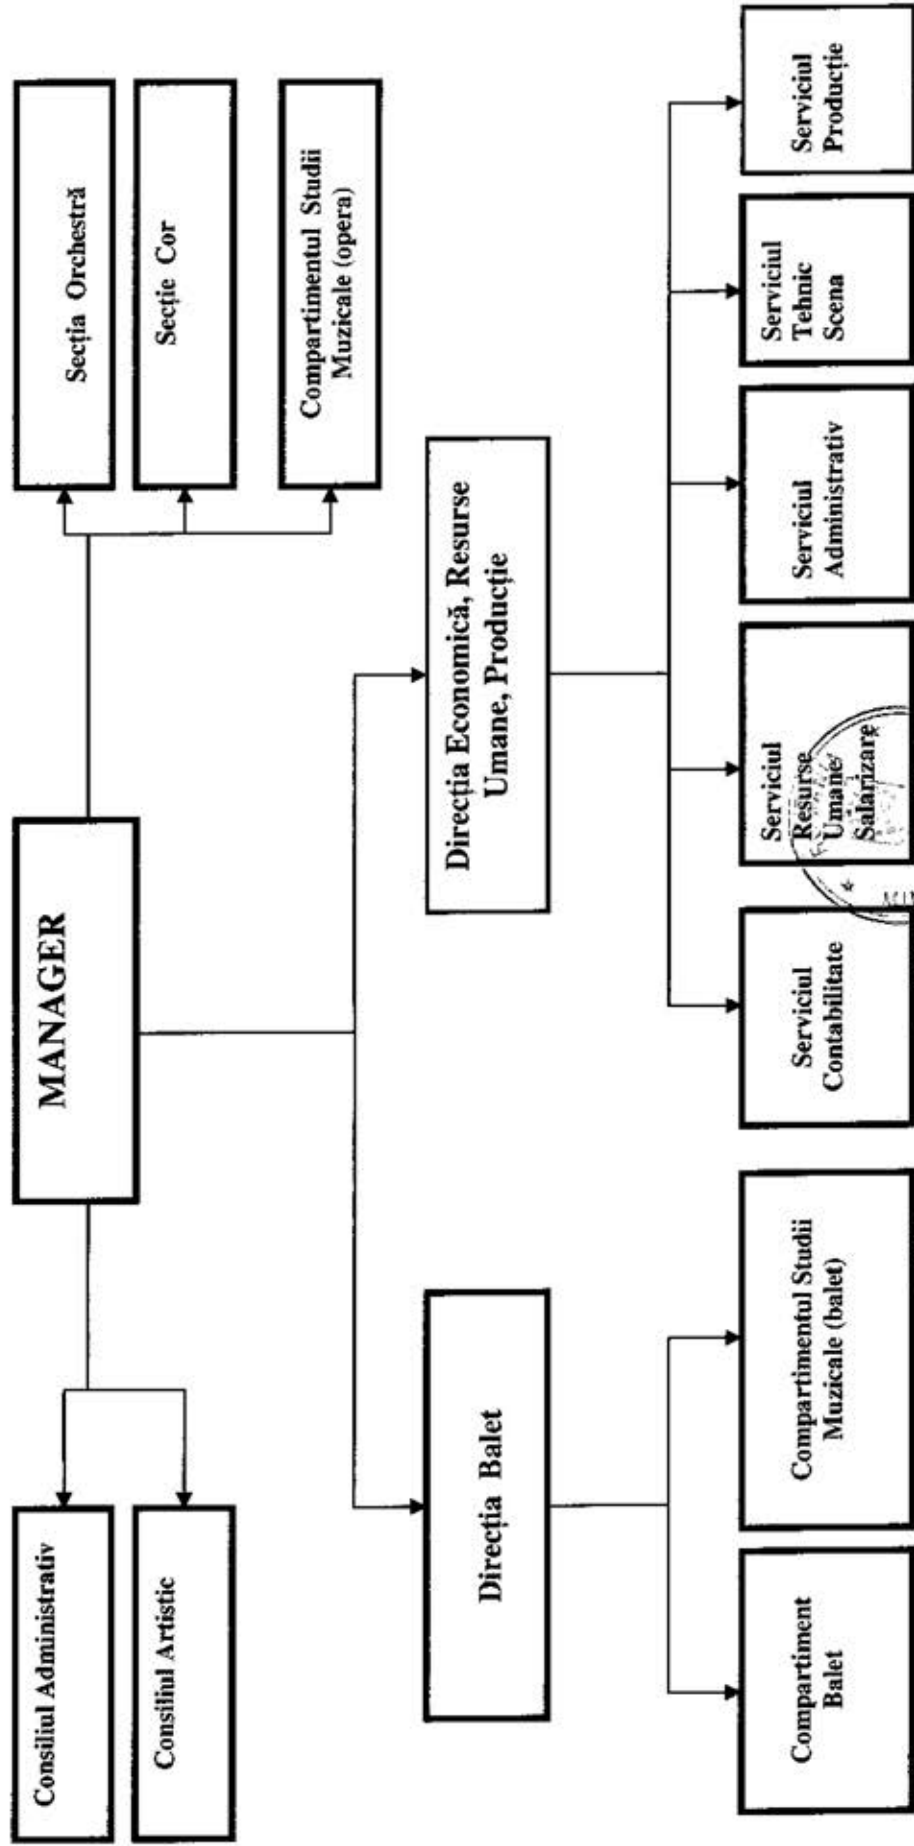 MANAGER
Consiliul Administrativ
Consiliul Artistic
Secția Orchestră
Secție Cor
Compartimentul Studii
Muzicale (opera)
Direcția Balet
Direcția Economică, Resurse
Umane, Producție
Compartiment
Balet
Compartimentul Studii
Muzicale (balet)
Serviciul
Contabilitate
Serviciul
Resurse
Umane
Salarizare
Serviciul
Administrativ
Serviciul
Tehnic
Scena
Serviciul
Producție